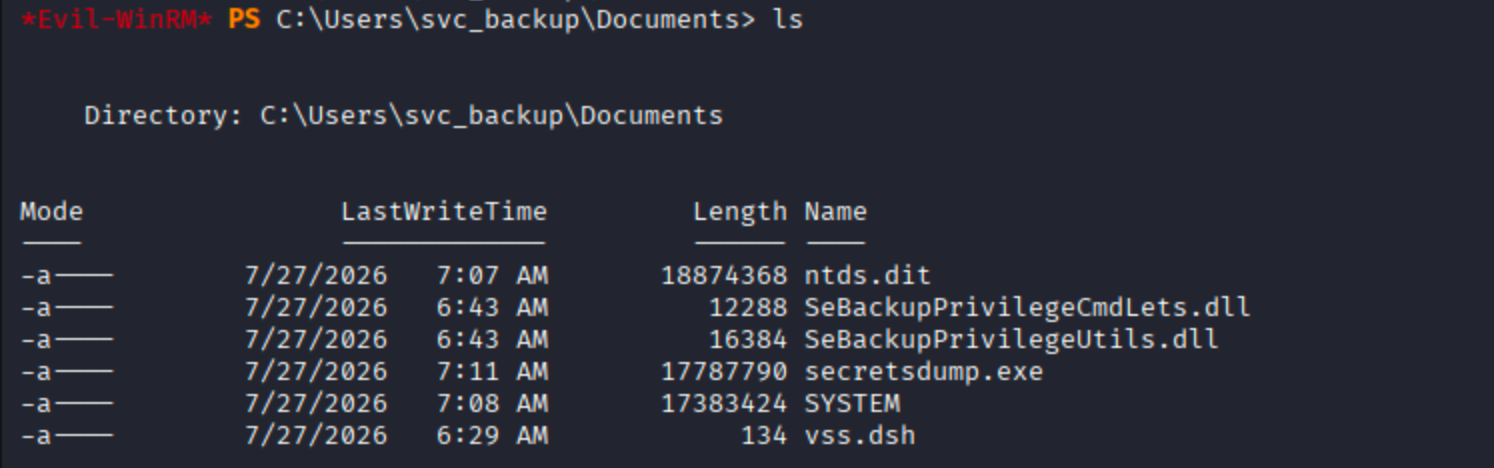 *Evil-WinRM* PS C:\Users\svc_backup\Documents> ls
Directory: C:\Users\svc_backup\Documents
Mode LastWriteTime Length Name
---- ------------- ------ ----
-a---- 7/27/2026 7:07 AM 18874368 ntds.dit
-a---- 7/27/2026 6:43 AM 12288 SeBackupPrivilegeCmdLets.dll
-a---- 7/27/2026 6:43 AM 16384 SeBackupPrivilegeUtils.dll
-a---- 7/27/2026 7:11 AM 17787790 secretsdump.exe
-a---- 7/27/2026 7:08 AM 17383424 SYSTEM
-a---- 7/27/2026 6:29 AM 134 vss.dsh